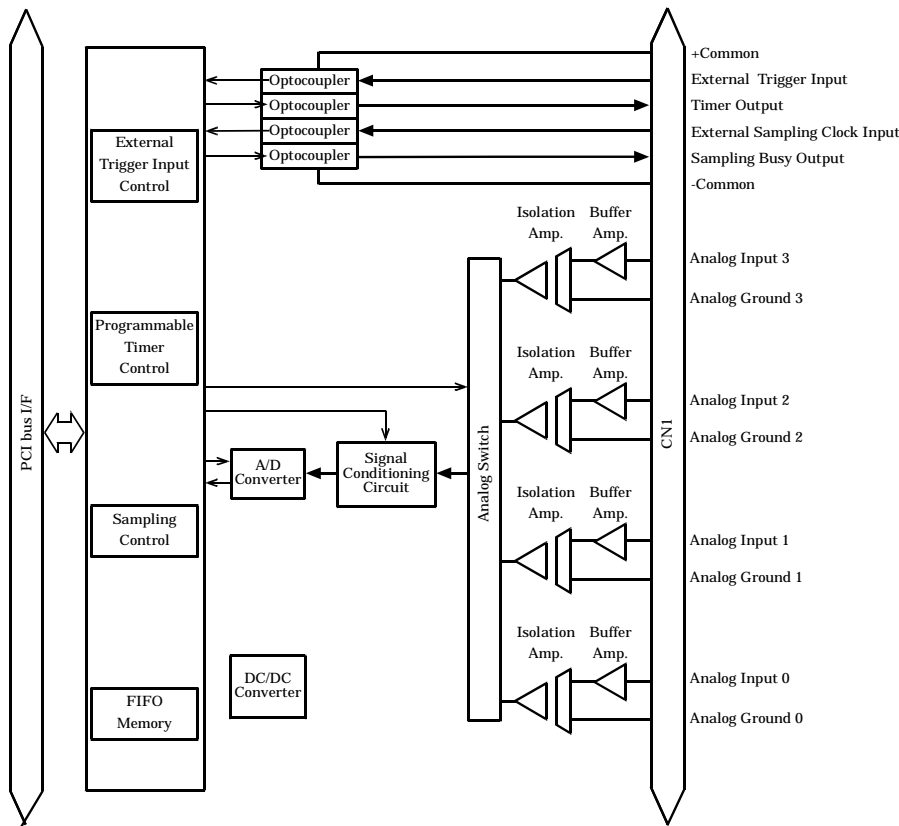 +Common
External Trigger Input
Timer Output
External Sampling Clock Input
Sampling Busy Output
-Common
Optocoupler
Optocoupler
Optocoupler
Optocoupler
External
Trigger Input
Control
Programmable
Timer
Control
Sampling
Control
FIFO
Memory
PCI bus I/F
A/D
Converter
Signal
Conditioning
Circuit
DC/DC
Converter
Analog Switch
Isolation
Amp.
Buffer
Amp.
Analog Input 3
Analog Ground 3
Isolation
Amp.
Buffer
Amp.
Analog Input 2
Analog Ground 2
Isolation
Amp.
Buffer
Amp.
Analog Input 1
Analog Ground 1
Isolation
Amp.
Buffer
Amp.
Analog Input 0
Analog Ground 0
CN1